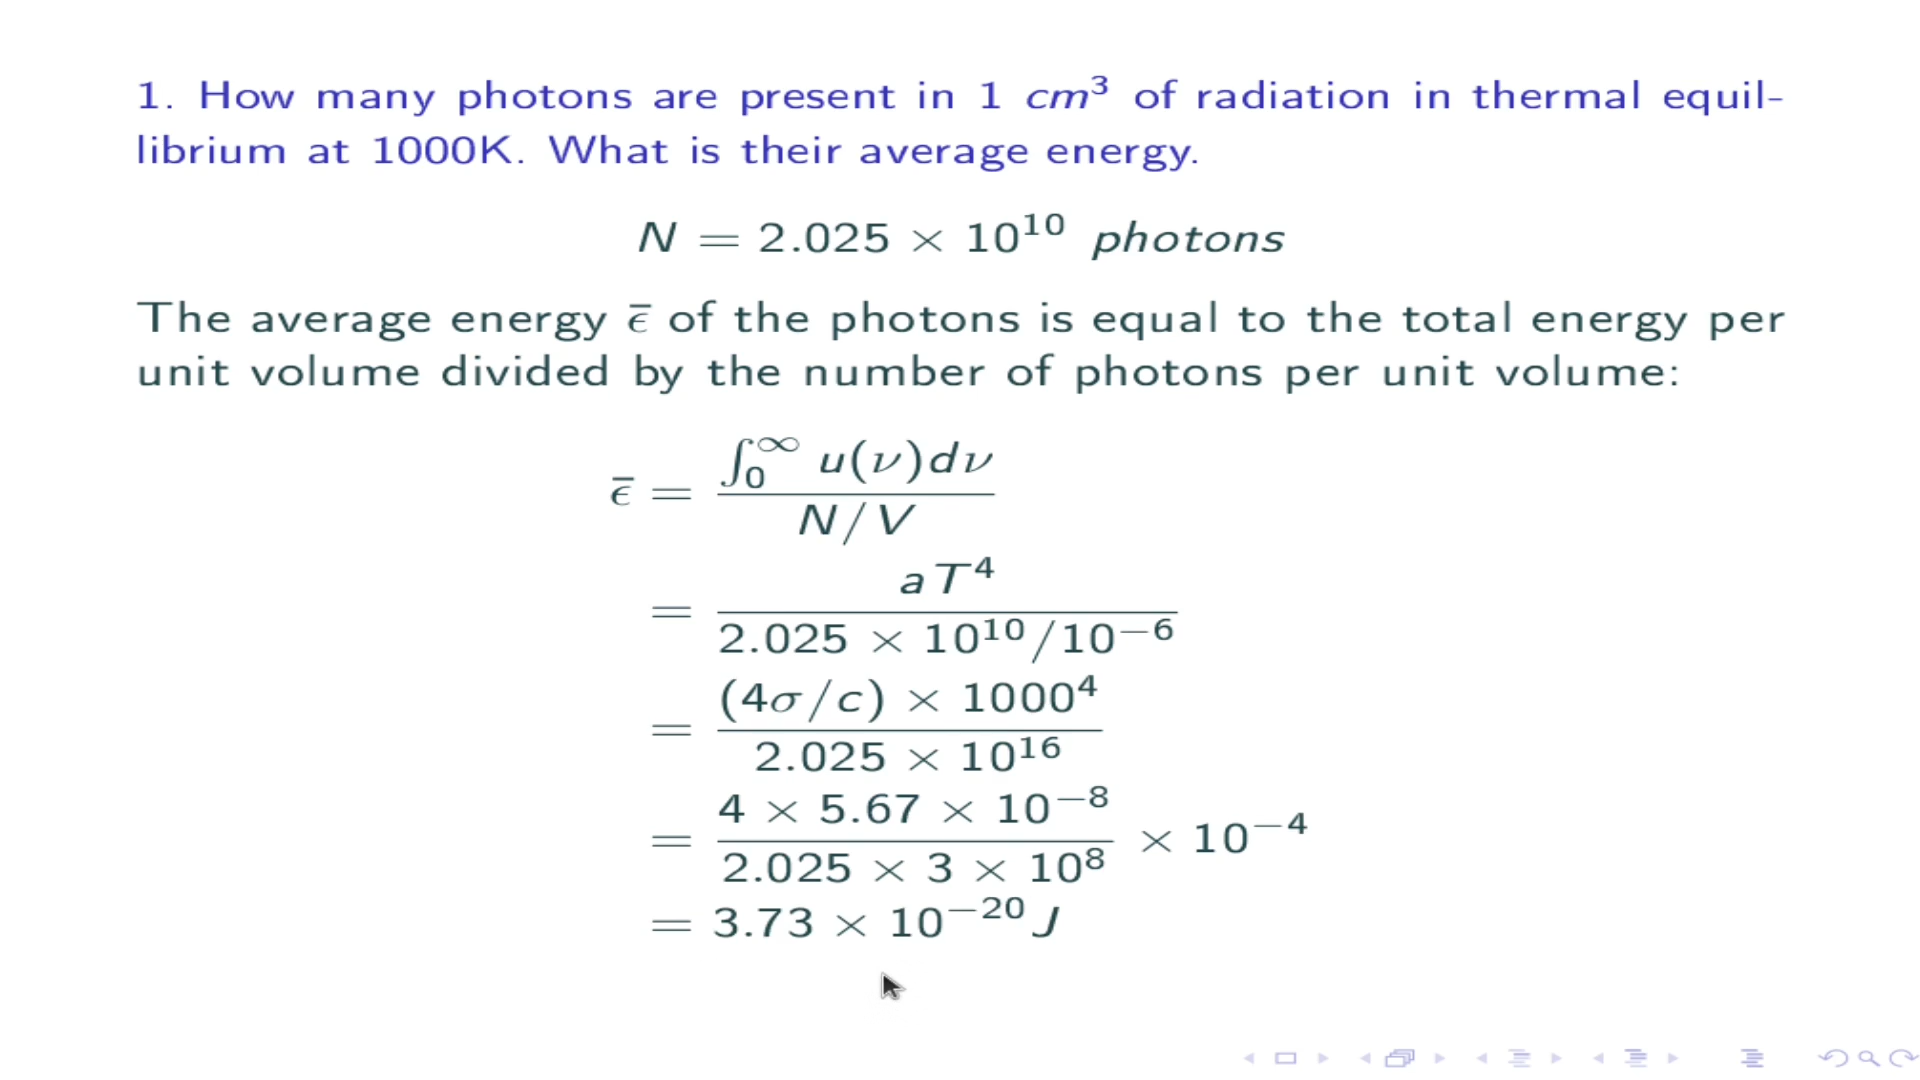 1. How many photons are present in 1 cm³ of radiation in thermal equil-
librium at 1000K. What is their average energy.
N = 2.025 × 10¹⁰ photons
The average energy ϵ̄ of the photons is equal to the total energy per
unit volume divided by the number of photons per unit volume:
ϵ̄ = ∫₀^∞ u(ν)dν / N/V
= aT⁴ / 2.025 × 10¹⁰/10⁻⁶
= (4σ/c) × 1000⁴ / 2.025 × 10¹⁶
= 4 × 5.67 × 10⁻⁸ / 2.025 × 3 × 10⁸ × 10⁻⁴
= 3.73 × 10⁻²⁰ J